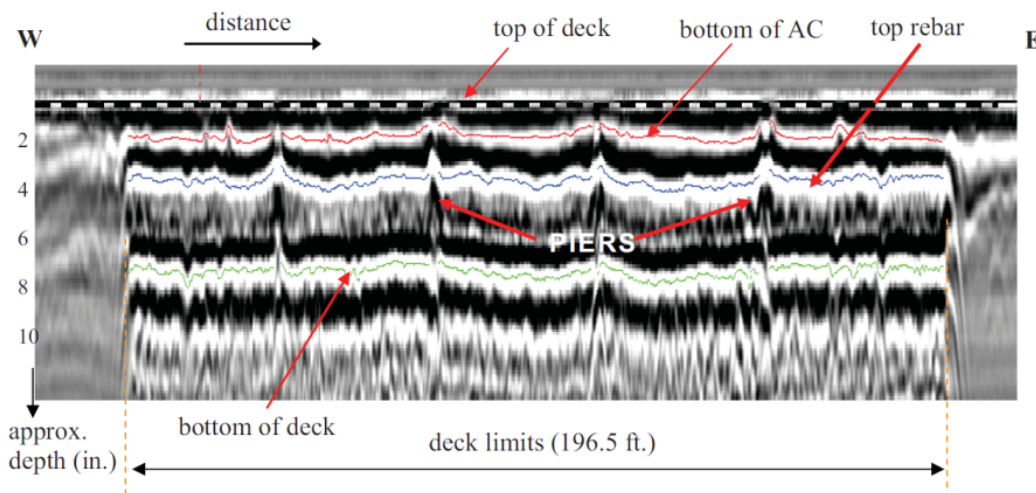 distance
W
top of deck
bottom of AC
top rebar
E
2
4
6
PIERS
8
10
bottom of deck
approx.
depth (in.)
deck limits (196.5 ft.)